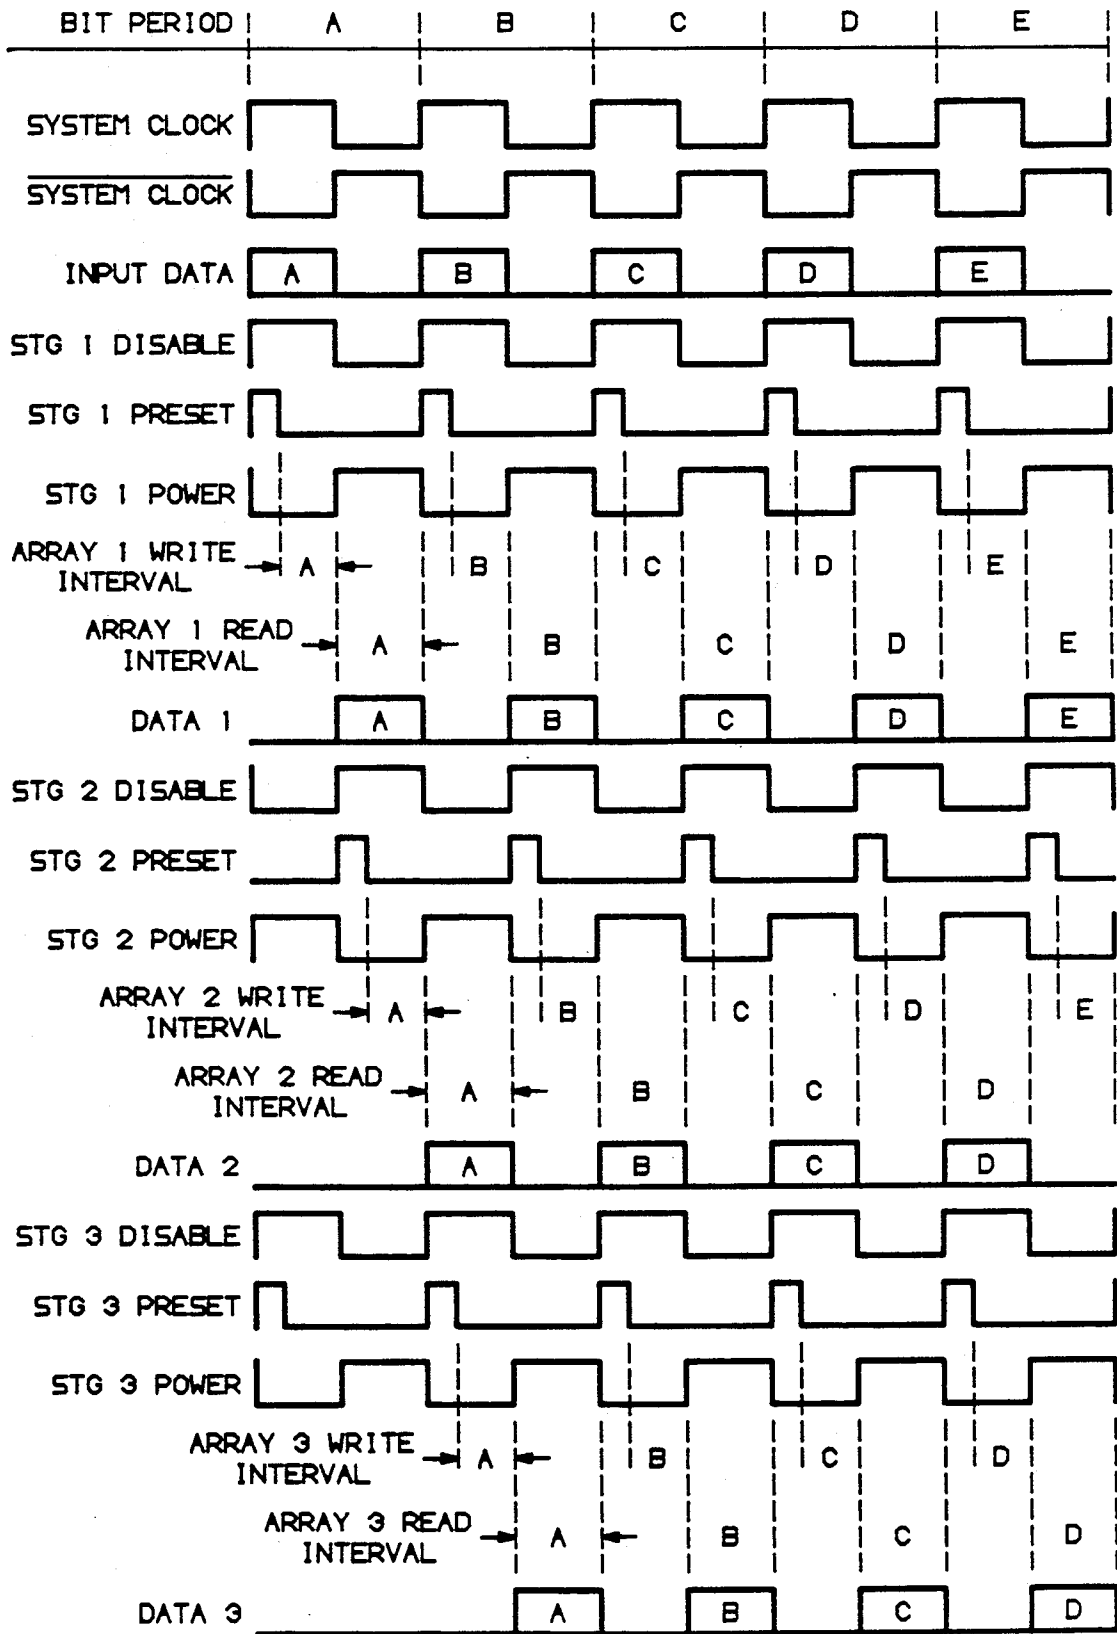 BIT PERIOD A B C D E
SYSTEM CLOCK
SYSTEM CLOCK
INPUT DATA A B C D E
STG 1 DISABLE
STG 1 PRESET
STG 1 POWER
ARRAY 1 WRITE
INTERVAL A B C D E
ARRAY 1 READ
INTERVAL A B C D E
DATA 1 A B C D E
STG 2 DISABLE
STG 2 PRESET
STG 2 POWER
ARRAY 2 WRITE
INTERVAL A B C D E
ARRAY 2 READ
INTERVAL A B C D
DATA 2 A B C D
STG 3 DISABLE
STG 3 PRESET
STG 3 POWER
ARRAY 3 WRITE
INTERVAL A B C D
ARRAY 3 READ
INTERVAL A B C D
DATA 3 A B C D